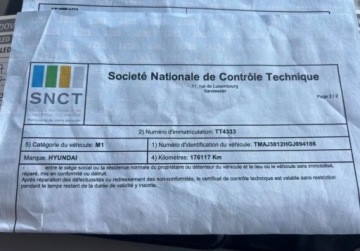 Société Nationale de Contrôle Technique
11, rue de Luxembourg
Sandweiler
Page 2 / 2
SNCT
2) Numéro d'immatriculation: TT4333
5) Catégorie du véhicule: M1
1) Numéro d'identification du véhicule: TMAJ3812HGJ094186
Marque: HYUNDAI
4) Kilomètres: 176117 Km
entre le siège social ou la résidence normale du propriétaire ou détenteur du véhicule et le lieu où le véhicule sera immobilisé,
réparé, mis en conformité ou détruit.
Après réparation des défectuosités ou redressement des non-conformités, le certificat de contrôle technique est valable sans restriction
pendant le temps restant de la durée de validité y inscrite.